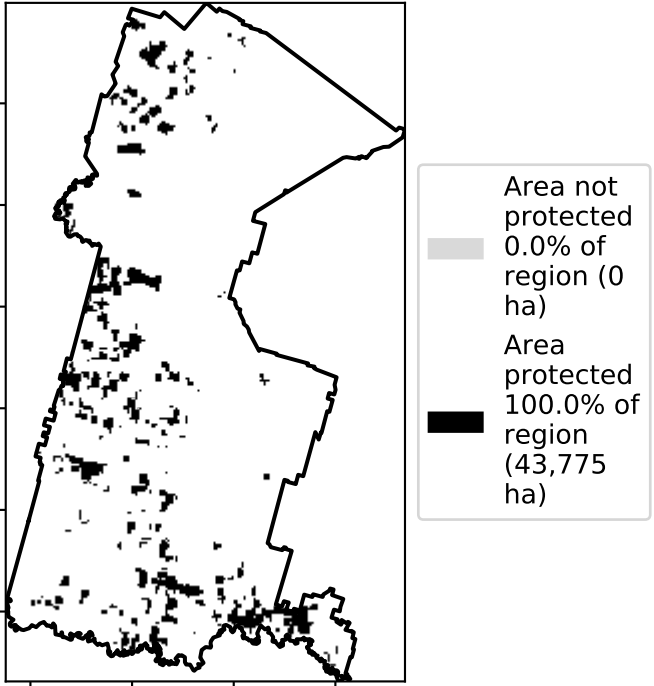 Area not
protected
0.0% of
region (0
ha)
Area
protected
100.0% of
region
(43,775
ha)